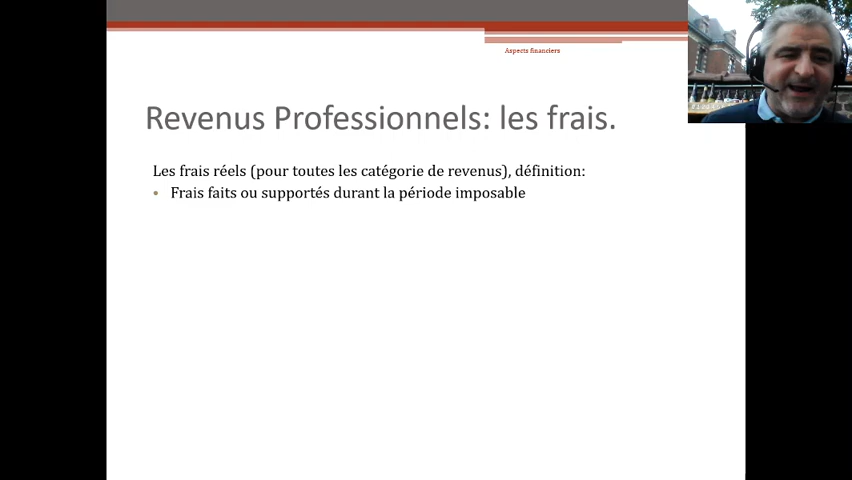 Aspects financiers
Revenus Professionnels: les frais.
Les frais réels (pour toutes les catégorie de revenus), définition:
• Frais faits ou supportés durant la période imposable